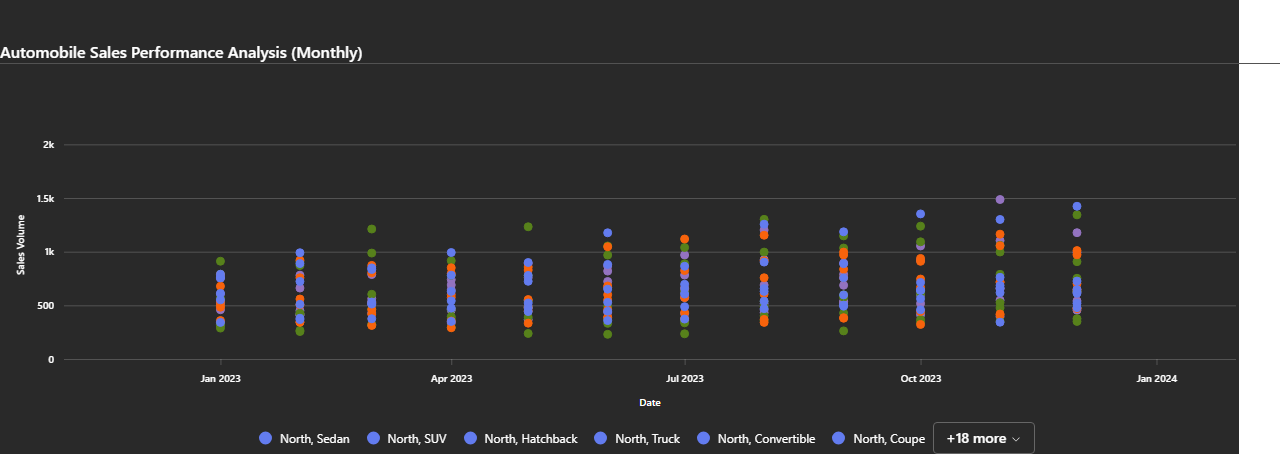 Automobile Sales Performance Analysis (Monthly)
2k
1.5k
1k
500
0
Sales Volume
Jan 2023 Apr 2023 Jul 2023 Oct 2023 Jan 2024
Date
North, Sedan North, SUV North, Hatchback North, Truck North, Convertible North, Coupe +18 more